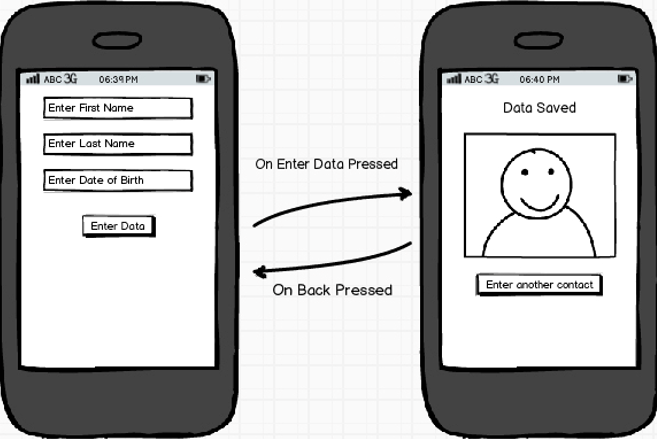 ABC 3G 06:39 PM
Enter First Name
Enter Last Name
Enter Date of Birth
Enter Data
On Enter Data Pressed
On Back Pressed
ABC 3G 06:40 PM
Data Saved
Enter another contact